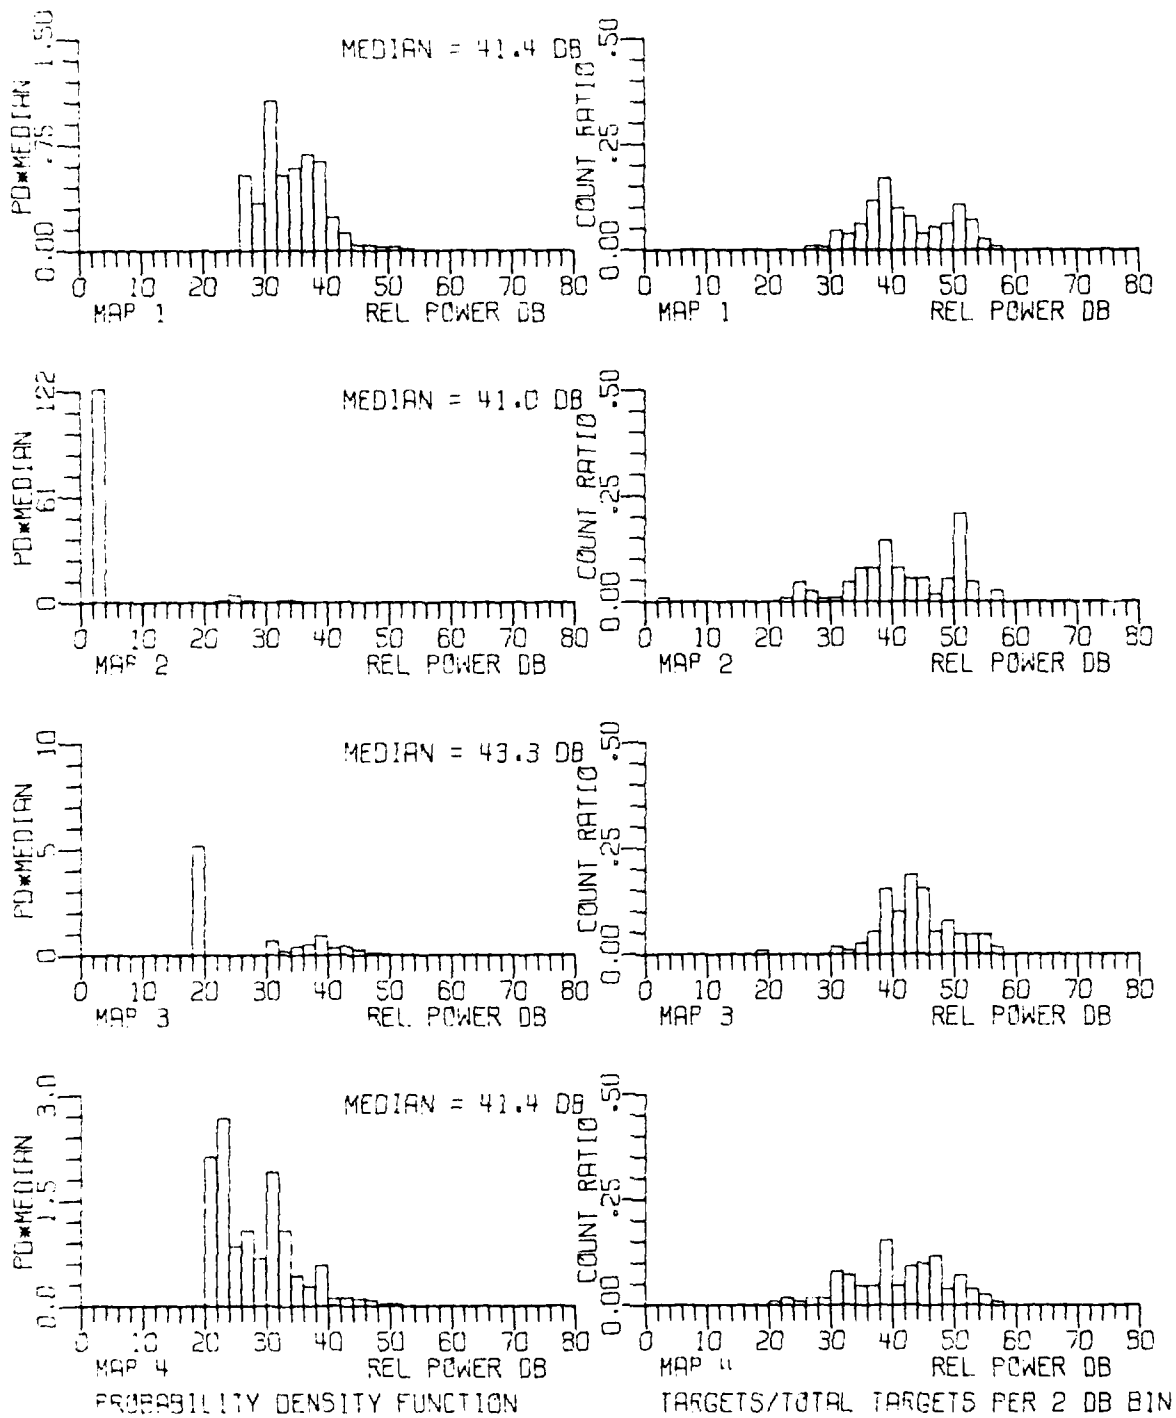 MEDIAN = 41.4 DB
PD*MEDIAN
0.00 .75 1.50
0 10 20 30 40 50 60 70 80
MAP 1 REL POWER DB
COUNT RATIO
0.00 .25 .50
0 10 20 30 40 50 60 70 80
MAP 1 REL POWER DB
MEDIAN = 41.0 DB
PD*MEDIAN
0 61 122
0 10 20 30 40 50 60 70 80
MAP 2 REL POWER DB
COUNT RATIO
0.00 .25 .50
0 10 20 30 40 50 60 70 80
MAP 2 REL POWER DB
MEDIAN = 43.3 DB
PD*MEDIAN
0 5 10
0 10 20 30 40 50 60 70 80
MAP 3 REL POWER DB
COUNT RATIO
0.00 .25 .50
0 10 20 30 40 50 60 70 80
MAP 3 REL POWER DB
MEDIAN = 41.4 DB
PD*MEDIAN
0.0 1.5 3.0
0 10 20 30 40 50 60 70 80
MAP 4 REL POWER DB
COUNT RATIO
0.00 .25 .50
0 10 20 30 40 50 60 70 80
MAP 4 REL POWER DB
PROBABILITY DENSITY FUNCTION
TARGETS/TOTAL TARGETS PER 2 DB BIN